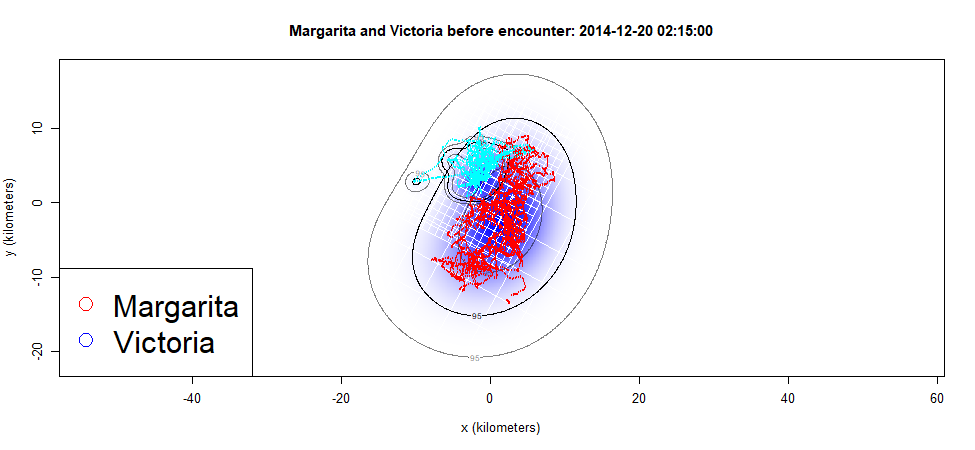 Margarita and Victoria before encounter: 2014-12-20 02:15:00
y (kilometers)
10
0
-10
-20
95
95
95
Margarita
Victoria
-40
-20
0
20
40
60
x (kilometers)